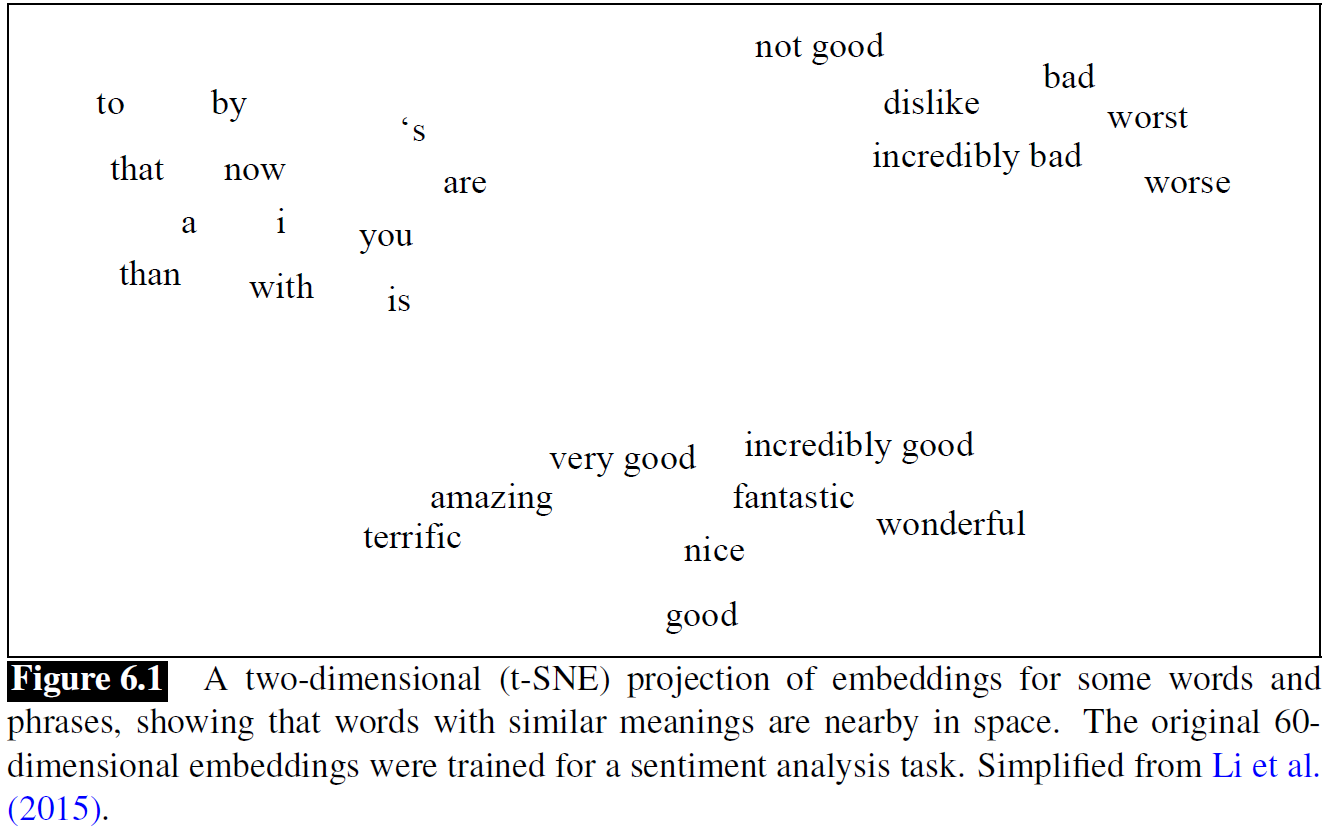 not good
bad
to by dislike
worst
‘s
incredibly bad
that now
are worse
a i
you
than with
is
incredibly good
very good
amazing fantastic
wonderful
terrific
nice
good
Figure 6.1 A two-dimensional (t-SNE) projection of embeddings for some words and
phrases, showing that words with similar meanings are nearby in space. The original 60-
dimensional embeddings were trained for a sentiment analysis task. Simplified from Li et al.
(2015).